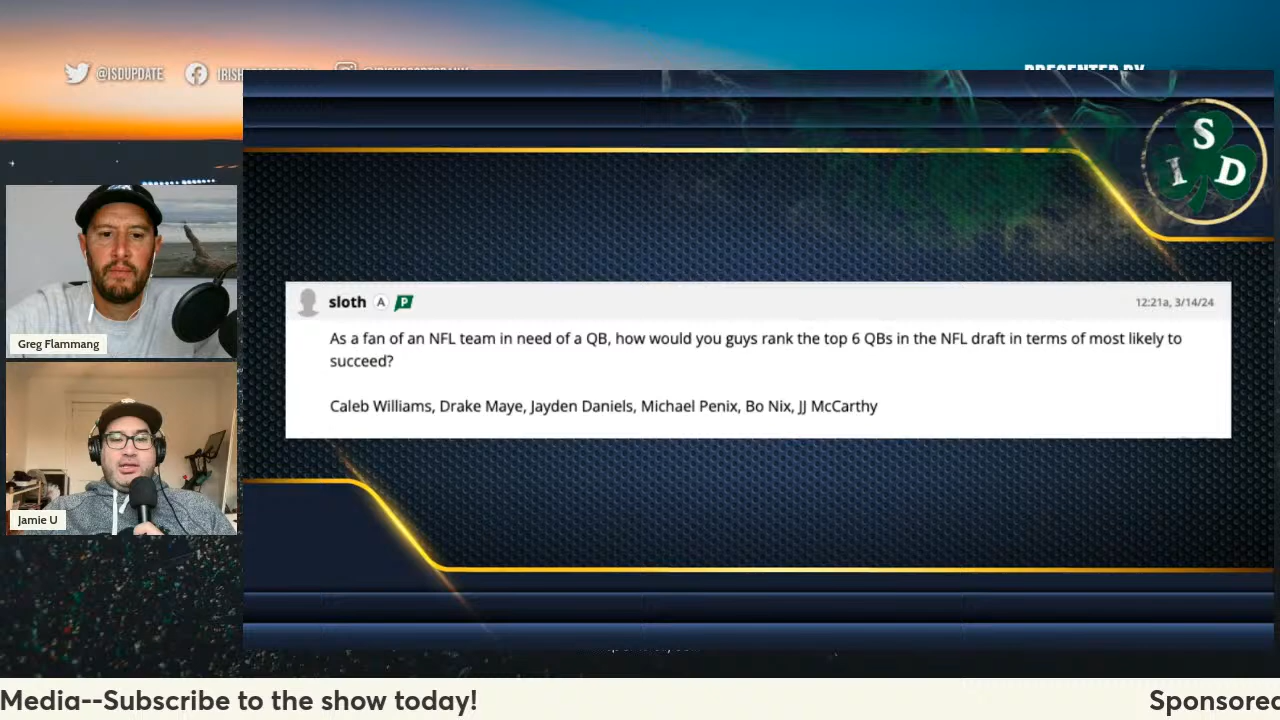 @ISDUPDATE
PRESENTED BY
S
I D
Greg Flammang
Jamie U
sloth A P
12:21a, 3/14/24
As a fan of an NFL team in need of a QB, how would you guys rank the top 6 QBs in the NFL draft in terms of most likely to
succeed?
Caleb Williams, Drake Maye, Jayden Daniels, Michael Penix, Bo Nix, JJ McCarthy
Media--Subscribe to the show today!
Sponsored